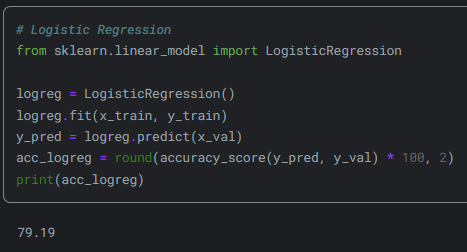 # Logistic Regression
from sklearn.linear_model import LogisticRegression
logreg = LogisticRegression()
logreg.fit(x_train, y_train)
y_pred = logreg.predict(x_val)
acc_logreg = round(accuracy_score(y_pred, y_val) * 100, 2)
print(acc_logreg)
79.19